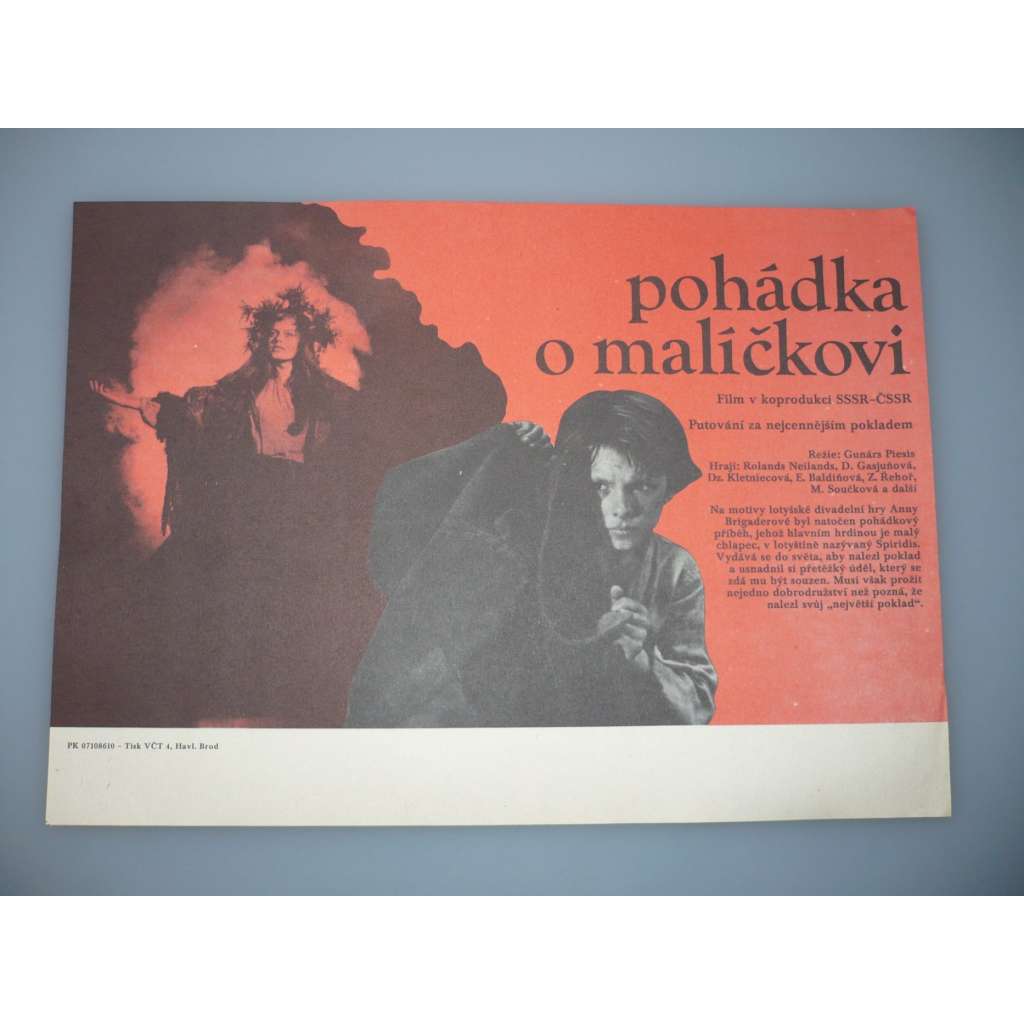 pohádka
o malíčkovi
Film v koprodukci SSSR–ČSSR
Putování za nejcennějším pokladem
Režie: Gunárs Piesis
Hrají: Rolands Neilands, D. Gasjuňová,
Dz. Kletniecová, E. Baldiňová, Z. Řehoř,
M. Součková a další
Na motivy lotyšské divadelní hry Anny
Brigaderové byl natočen pohádkový
příběh, jehož hlavním hrdinou je malý
chlapec, v lotyštině nazývaný Spiridis.
Vydává se do světa, aby nalezl poklad
a usnadnil si přetěžký úděl, který se
zdá mu být souzen. Musí však prožít
nejedno dobrodružství než pozná, že
nalezl svůj „největší poklad“.
PK 07108610 - Tisk VČT 4, Havl. Brod